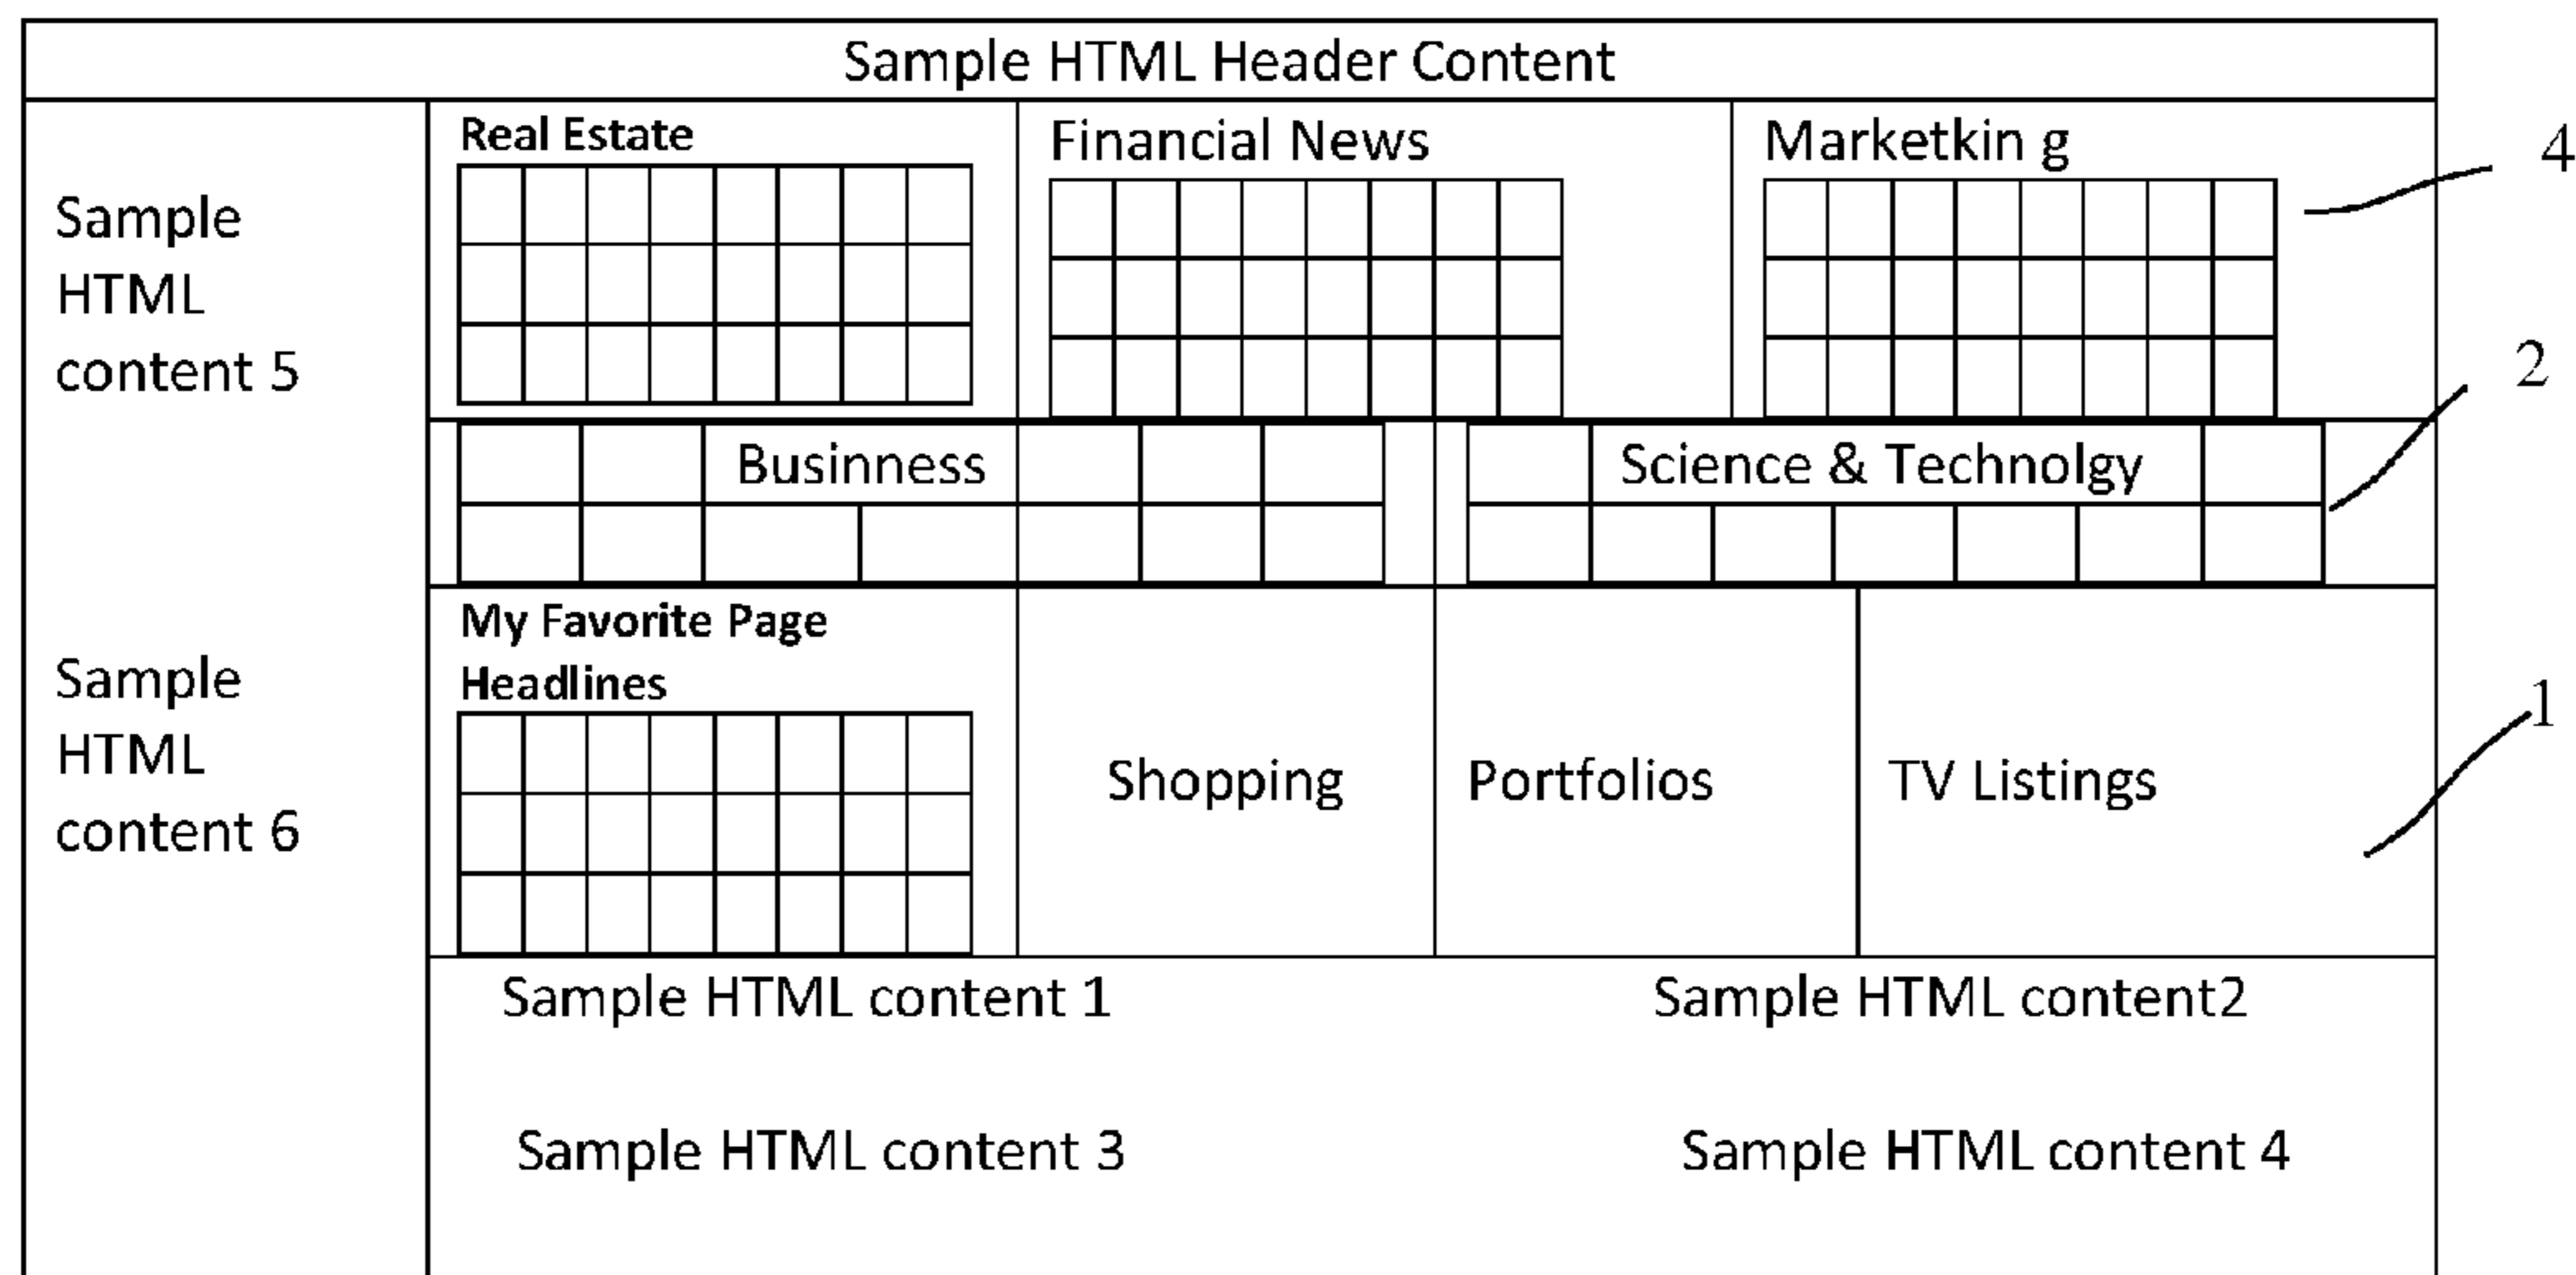 Sample HTML Header Content
Sample
HTML
content 5
Real Estate
Financial News
Marketkin g
4
Businness
Science & Technolgy
2
Sample
HTML
content 6
My Favorite Page
Headlines
Shopping
Portfolios
TV Listings
1
Sample HTML content 1
Sample HTML content2
Sample HTML content 3
Sample HTML content 4